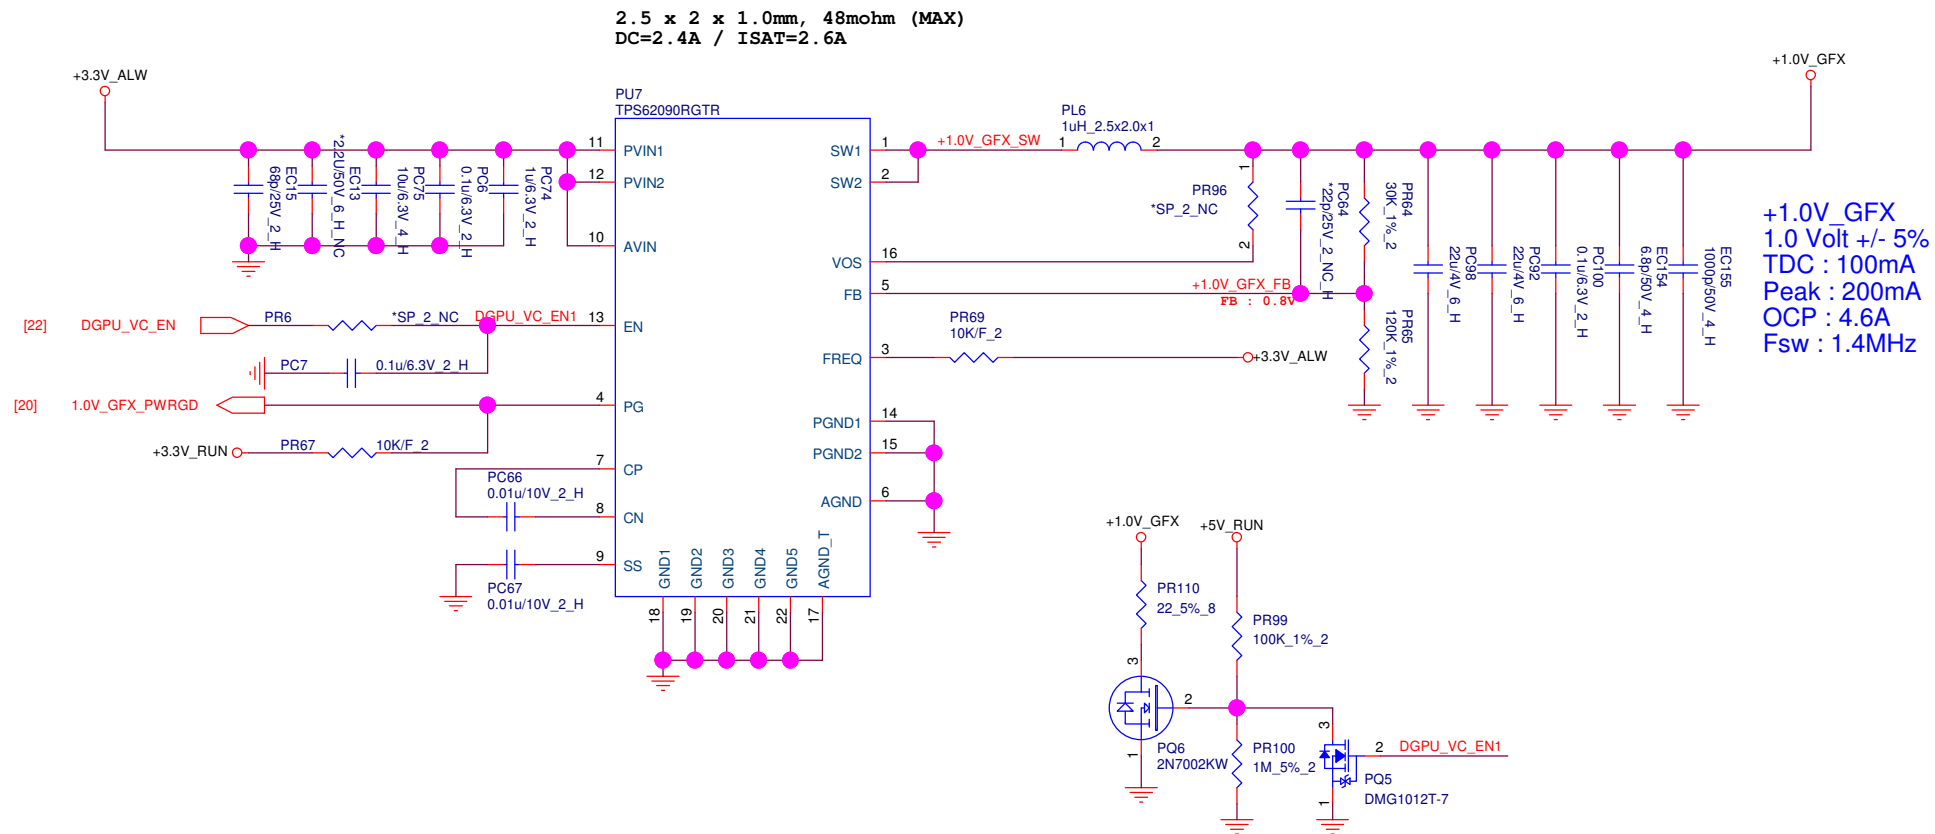 2.5 x 2 x 1.0mm, 48mohm (MAX)
DC=2.4A / ISAT=2.6A
+3.3V_ALW
+1.0V_GFX
PU7
TPS62090RGTR
PL6
1uH_2.5x2.0x1
+1.0V_GFX_SW
1
2
11
PVIN1
12
PVIN2
10
AVIN
SW1
1
SW2
2
EC15
68p/25V_2_H
EC13
*2.2U/50V_6_H_NC
PC75
10u/6.3V_4_H
PC6
0.1u/6.3V_2_H
PC74
1u/6.3V_2_H
1
PR96
*SP_2_NC
2
PC64
*22p/25V_2_NC_H
PR64
30K_1%_2
VOS
16
FB
5
+1.0V_GFX_FB
FB : 0.8V
PC98
22u/4V_6_H
PC92
22u/4V_6_H
PC100
0.1u/6.3V_2_H
EC154
6.8p/50V_4_H
EC155
1000p/50V_4_H
+1.0V_GFX
1.0 Volt +/- 5%
TDC : 100mA
Peak : 200mA
OCP : 4.6A
Fsw : 1.4MHz
[22]
DGPU_VC_EN
PR6
*SP_2_NC
DGPU_VC_EN1
13
EN
PR69
10K/F_2
FREQ
3
+3.3V_ALW
PR65
120K_1%_2
PC7
0.1u/6.3V_2_H
[20]
1.0V_GFX_PWRGD
4
PG
PGND1
14
PGND2
15
AGND
6
+3.3V_RUN
PR67
10K/F_2
7
CP
PC66
0.01u/10V_2_H
8
CN
9
SS
PC67
0.01u/10V_2_H
GND1
GND2
GND3
GND4
GND5
AGND_T
18
19
20
21
22
17
+1.0V_GFX
+5V_RUN
PR110
22_5%_8
PR99
100K_1%_2
3
2
1
PQ6
2N7002KW
PR100
1M_5%_2
3
2
DGPU_VC_EN1
1
PQ5
DMG1012T-7